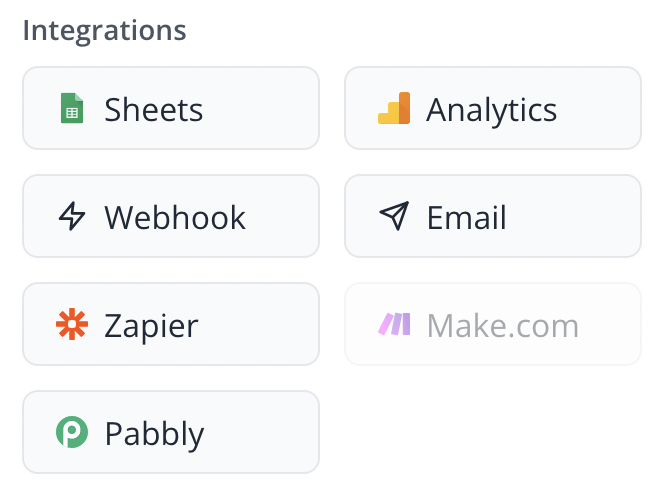 Integrations
Sheets
Analytics
Webhook
Email
Zapier
Make.com
Pabbly